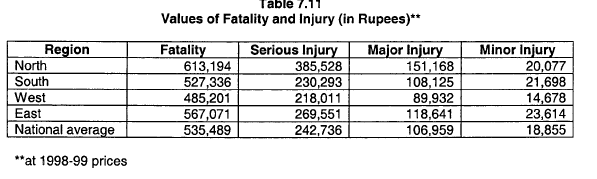 Table 7.11
Values of Fatality and Injury (in Rupees)**
Region Fatality Serious Injury Major Injury Minor Injury
North 613,194 385,528 151,168 20,077
South 527,336 230,293 108,125 21,698
West 485,201 218,011 89,932 14,678
East 567,071 269,551 118,641 23,614
National average 535,489 242,736 106,959 18,855
**at 1998-99 prices